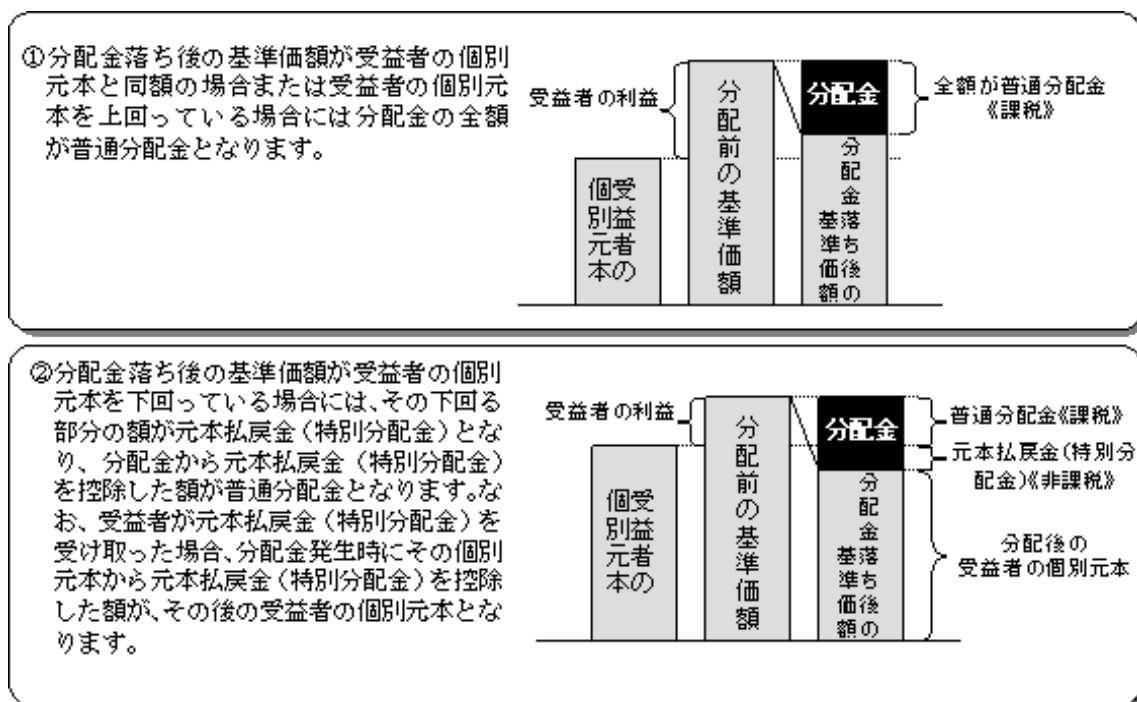 ①分配金落ち後の基準価額が受益者の個別
元本と同額の場合または受益者の個別元
本を上回っている場合には分配金の全額
が普通分配金となります。
受益者の利益
受益者の
個別元本
分配前の基準価額
分配金
分配金落ち後の
基準価額
全額が普通分配金
《課税》
②分配金落ち後の基準価額が受益者の個別
元本を下回っている場合には、その下回る
部分の額が元本払戻金(特別分配金)とな
り、分配金から元本払戻金(特別分配金)
を控除した額が普通分配金となります。な
お、受益者が元本払戻金(特別分配金)を
受け取った場合、分配金発生時にその個別
元本から元本払戻金(特別分配金)を控除
した額が、その後の受益者の個別元本とな
ります。
受益者の利益
受益者の
個別元本
分配前の基準価額
分配金
分配金落ち後の
基準価額
普通分配金《課税》
元本払戻金(特別分
配金)《非課税》
分配後の
受益者の個別元本